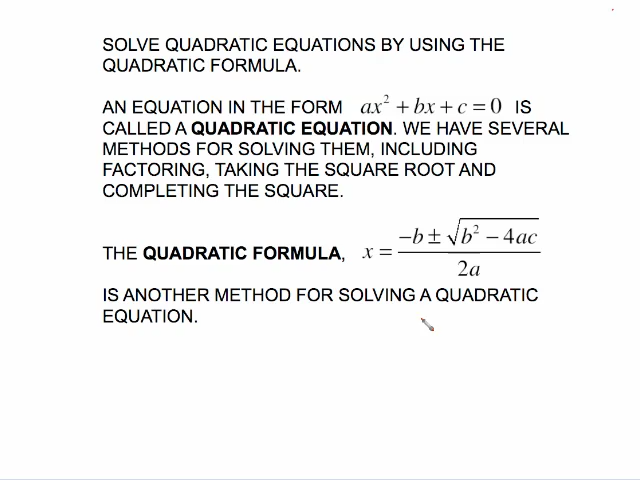 SOLVE QUADRATIC EQUATIONS BY USING THE
QUADRATIC FORMULA.
AN EQUATION IN THE FORM ax² + bx + c = 0 IS
CALLED A QUADRATIC EQUATION. WE HAVE SEVERAL
METHODS FOR SOLVING THEM, INCLUDING
FACTORING, TAKING THE SQUARE ROOT AND
COMPLETING THE SQUARE.
THE QUADRATIC FORMULA, x = (−b ± √(b² − 4ac)) / 2a
IS ANOTHER METHOD FOR SOLVING A QUADRATIC
EQUATION.